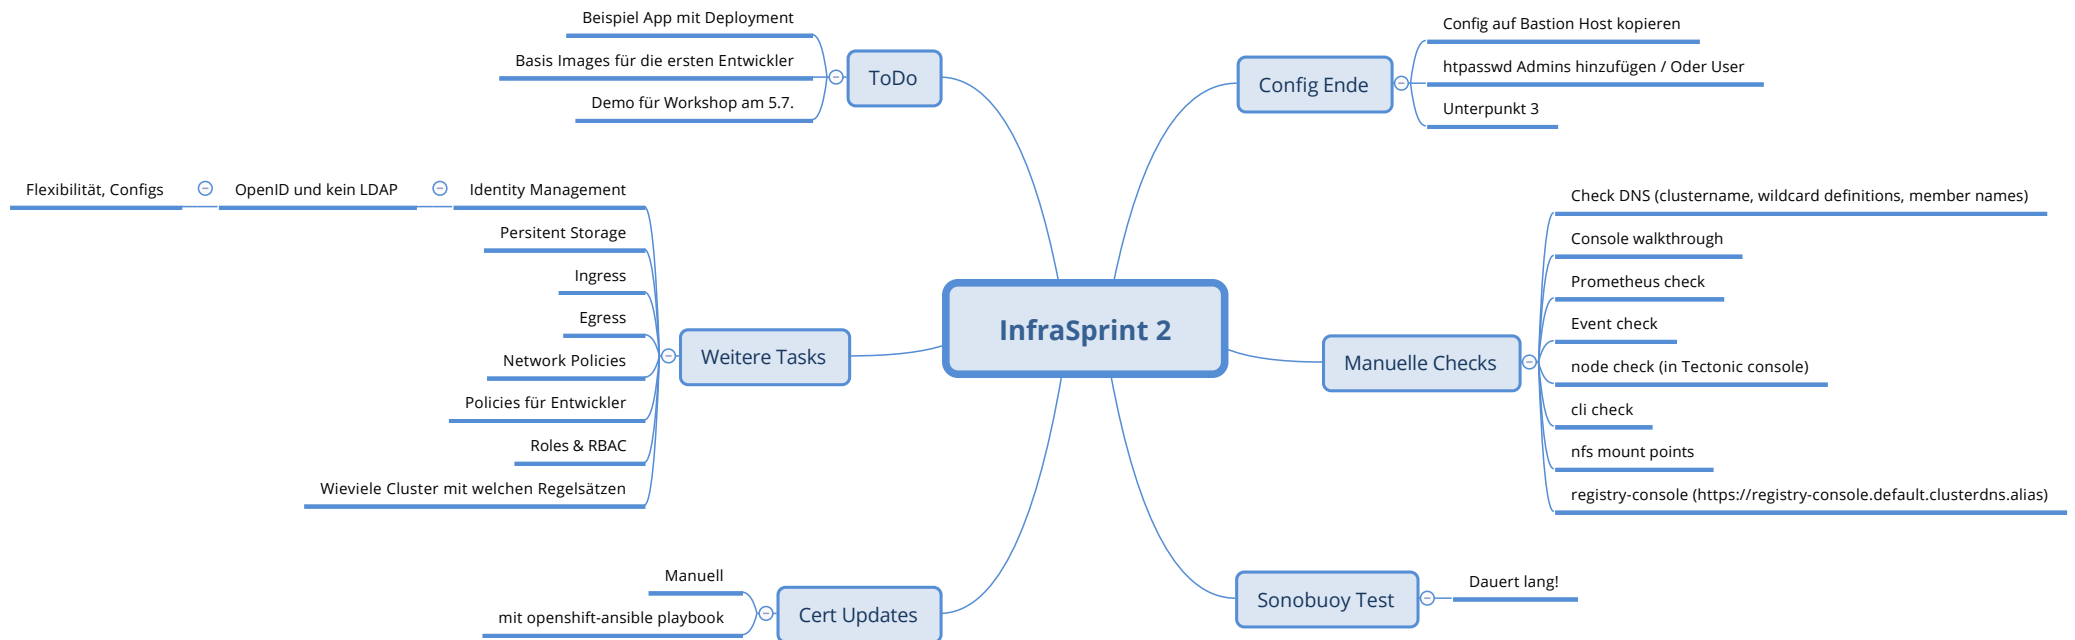 InfraSprint 2
Config Ende
Config auf Bastion Host kopieren
htpasswd Admins hinzufügen / Oder User
Unterpunkt 3
Manuelle Checks
Check DNS (clustername, wildcard definitions, member names)
Console walkthrough
Prometheus check
Event check
node check (in Tectonic console)
cli check
nfs mount points
registry-console (https://registry-console.default.clusterdns.alias)
Sonobuoy Test
Dauert lang!
ToDo
Beispiel App mit Deployment
Basis Images für die ersten Entwickler
Demo für Workshop am 5.7.
Weitere Tasks
Identity Management
OpenID und kein LDAP
Flexibilität, Configs
Persitent Storage
Ingress
Egress
Network Policies
Policies für Entwickler
Roles & RBAC
Wieviele Cluster mit welchen Regelsätzen
Cert Updates
Manuell
mit openshift-ansible playbook